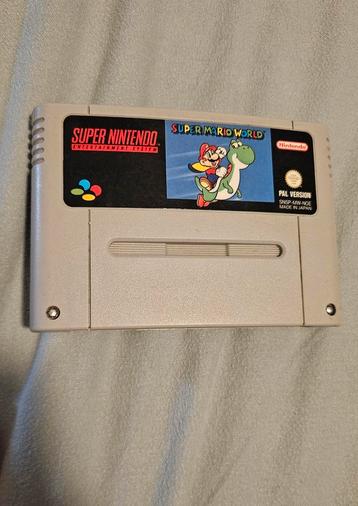 SUPER NINTENDO
ENTERTAINMENT SYSTEM
SUPER MARIO WORLD
Nintendo
PAL VERSION
SNSP-MW-NOE
MADE IN JAPAN